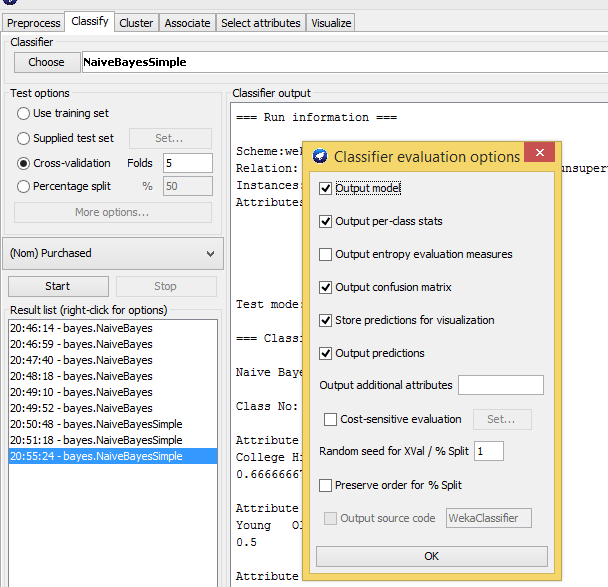 Preprocess Classify Cluster Associate Select attributes Visualize
Classifier
Choose NaiveBayesSimple
Test options
Use training set
Supplied test set Set...
Cross-validation Folds 5
Percentage split % 50
More options...
(Nom) Purchased
Start Stop
Result list (right-click for options)
20:46:14 - bayes.NaiveBayes
20:46:59 - bayes.NaiveBayes
20:47:40 - bayes.NaiveBayes
20:48:18 - bayes.NaiveBayes
20:49:10 - bayes.NaiveBayes
20:49:52 - bayes.NaiveBayes
20:50:48 - bayes.NaiveBayesSimple
20:51:18 - bayes.NaiveBayesSimple
20:55:24 - bayes.NaiveBayesSimple
Classifier output
=== Run information ===
Scheme:we
Relation: unsuperv
Instances:
Attributes
Test mode:
=== Classi
Naive Baye
Class No:
Attribute
College Hi
0.6666667
Attribute
Young Ol
0.5
Attribute
Classifier evaluation options
Output model
Output per-class stats
Output entropy evaluation measures
Output confusion matrix
Store predictions for visualization
Output predictions
Output additional attributes
Cost-sensitive evaluation Set...
Random seed for XVal / % Split 1
Preserve order for % Split
Output source code WekaClassifier
OK